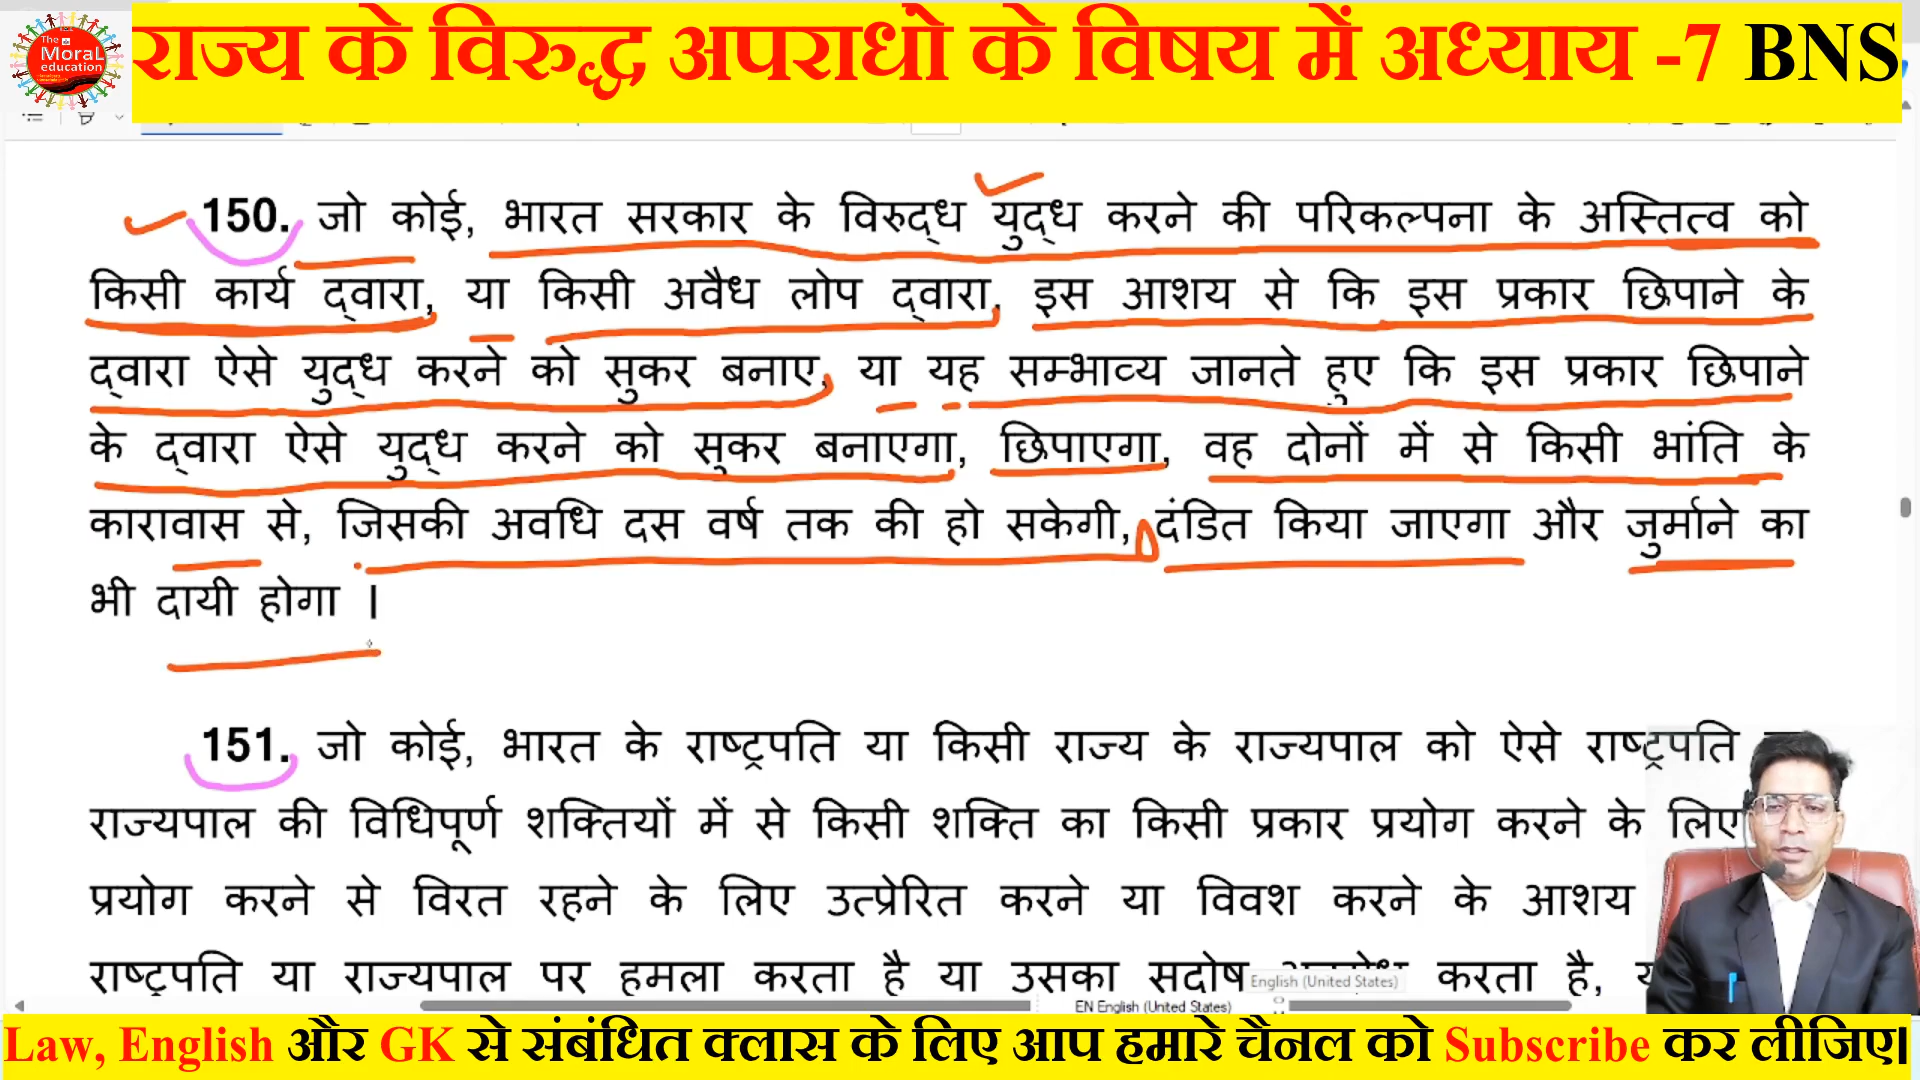 The
Moral
education
राज्य के विरुद्ध अपराधो के विषय में अध्याय -7 BNS
150. जो कोई, भारत सरकार के विरुद्ध युद्ध करने की परिकल्पना के अस्तित्व को
किसी कार्य द्वारा, या किसी अवैध लोप द्वारा, इस आशय से कि इस प्रकार छिपाने के
द्वारा ऐसे युद्ध करने को सुकर बनाए, या यह सम्भाव्य जानते हुए कि इस प्रकार छिपाने
के द्वारा ऐसे युद्ध करने को सुकर बनाएगा, छिपाएगा, वह दोनों में से किसी भांति के
कारावास से, जिसकी अवधि दस वर्ष तक की हो सकेगी, दंडित किया जाएगा और जुर्माने का
भी दायी होगा ।
151. जो कोई, भारत के राष्ट्रपति या किसी राज्य के राज्यपाल को ऐसे राष्ट्रपति
राज्यपाल की विधिपूर्ण शक्तियों में से किसी शक्ति का किसी प्रकार प्रयोग करने के लिए
प्रयोग करने से विरत रहने के लिए उत्प्रेरित करने या विवश करने के आशय
राष्ट्रपति या राज्यपाल पर हमला करता है या उसका सदोष करता है,
English (United States)
EN English (United States)
Law, English और GK से संबंधित क्लास के लिए आप हमारे चैनल को Subscribe कर लीजिए।